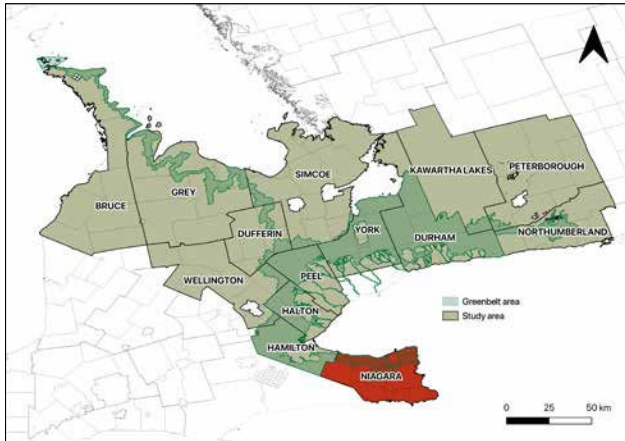 SIMCOE
KAWARTHA LAKES
PETERBOROUGH
GREY
BRUCE
DUFFERIN
YORK
DURHAM
NORTHUMBERLAND
WELLINGTON
PEEL
HALTON
Greenbelt area
Study area
HAMILTON
NIAGARA
0 25 50 km